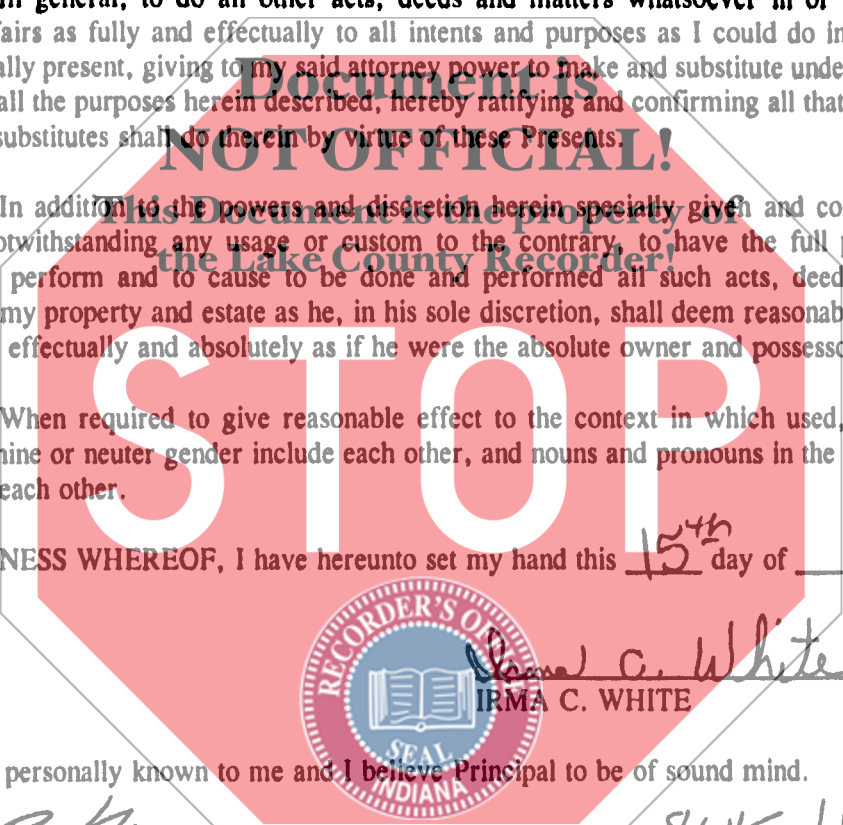 In general, to do all other acts, deeds and matters whatsoever in or
fairs as fully and effectually to all intents and purposes as I could do in
ally present, giving to my said attorney power to make and substitute unde
Document is
all the purposes herein described, hereby ratifying and confirming all that
substitutes shall do therein by virtue of these Presents.
NOT OFFICIAL!
In addition to the powers and discretion herein specially given and co
This Document is the property of
otwithstanding any usage or custom to the contrary, to have the full p
the Lake County Recorder!
perform and to cause to be done and performed all such acts, deed
my property and estate as he, in his sole discretion, shall deem reasonab
effectually and absolutely as if he were the absolute owner and possesso
STOP
When required to give reasonable effect to the context in which used,
nine or neuter gender include each other, and nouns and pronouns in the
each other.
NESS WHEREOF, I have hereunto set my hand this 15th day of
Irma C. White
IRMA C. WHITE
RECORDER'S OF
SEAL
INDIANA
personally known to me and I believe Principal to be of sound mind.